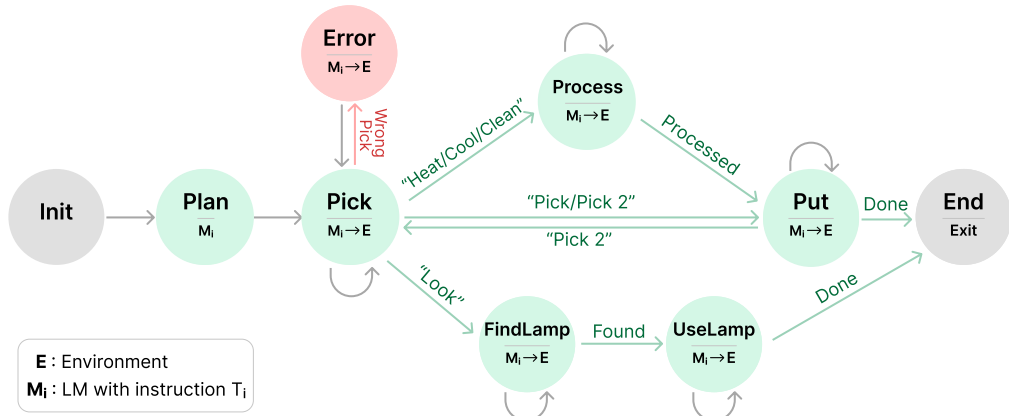 Error
Mᵢ→E
Wrong
Pick
Init
Plan
Mᵢ
Pick
Mᵢ→E
“Heat/Cool/Clean”
Process
Mᵢ→E
Processed
“Pick/Pick 2”
“Pick 2”
Put
Mᵢ→E
Done
End
Exit
“Look”
FindLamp
Mᵢ→E
Found
UseLamp
Mᵢ→E
Done
E : Environment
Mᵢ : LM with instruction Tᵢ